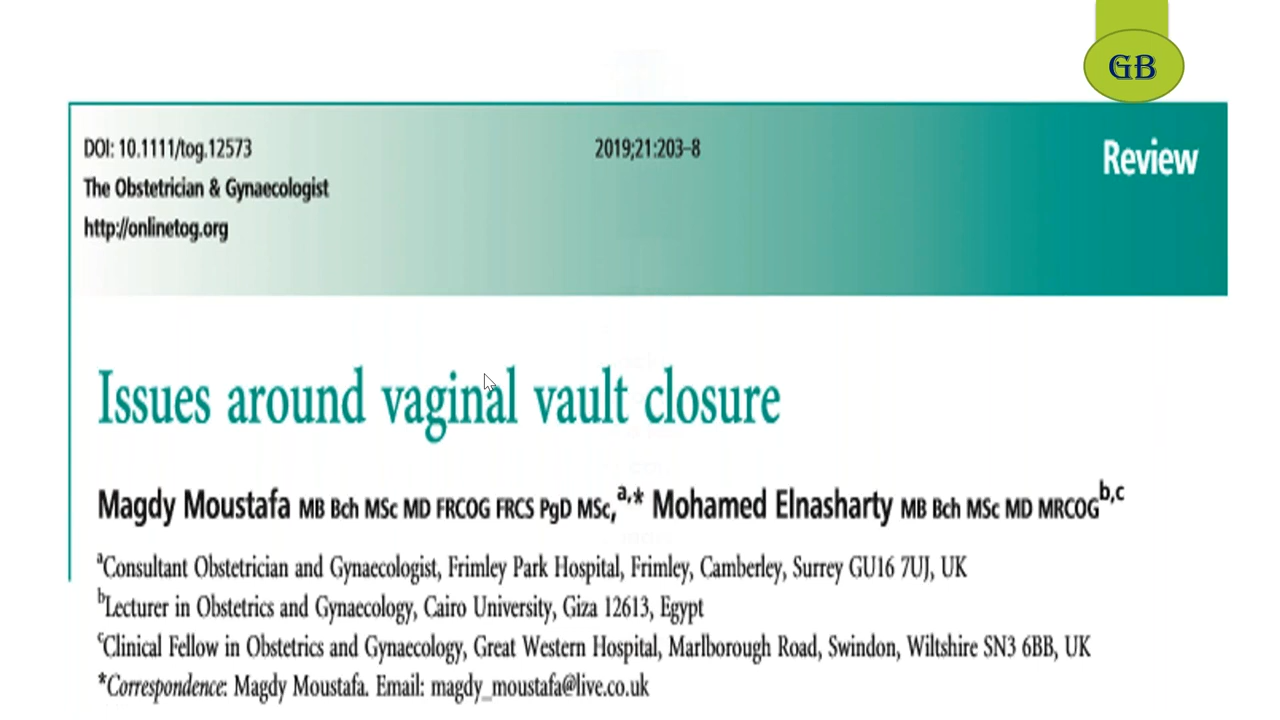 GB
DOI: 10.1111/tog.12573
2019;21:203–8
Review
The Obstetrician & Gynaecologist
http://onlinetog.org
Issues around vaginal vault closure
Magdy Moustafa MB Bch MSc MD FRCOG FRCS PgD MSc,a,* Mohamed Elnasharty MB Bch MSc MD MRCOGb,c
aConsultant Obstetrician and Gynaecologist, Frimley Park Hospital, Frimley, Camberley, Surrey GU16 7UJ, UK
bLecturer in Obstetrics and Gynaecology, Cairo University, Giza 12613, Egypt
cClinical Fellow in Obstetrics and Gynaecology, Great Western Hospital, Marlborough Road, Swindon, Wiltshire SN3 6BB, UK
*Correspondence: Magdy Moustafa. Email: magdy_moustafa@live.co.uk